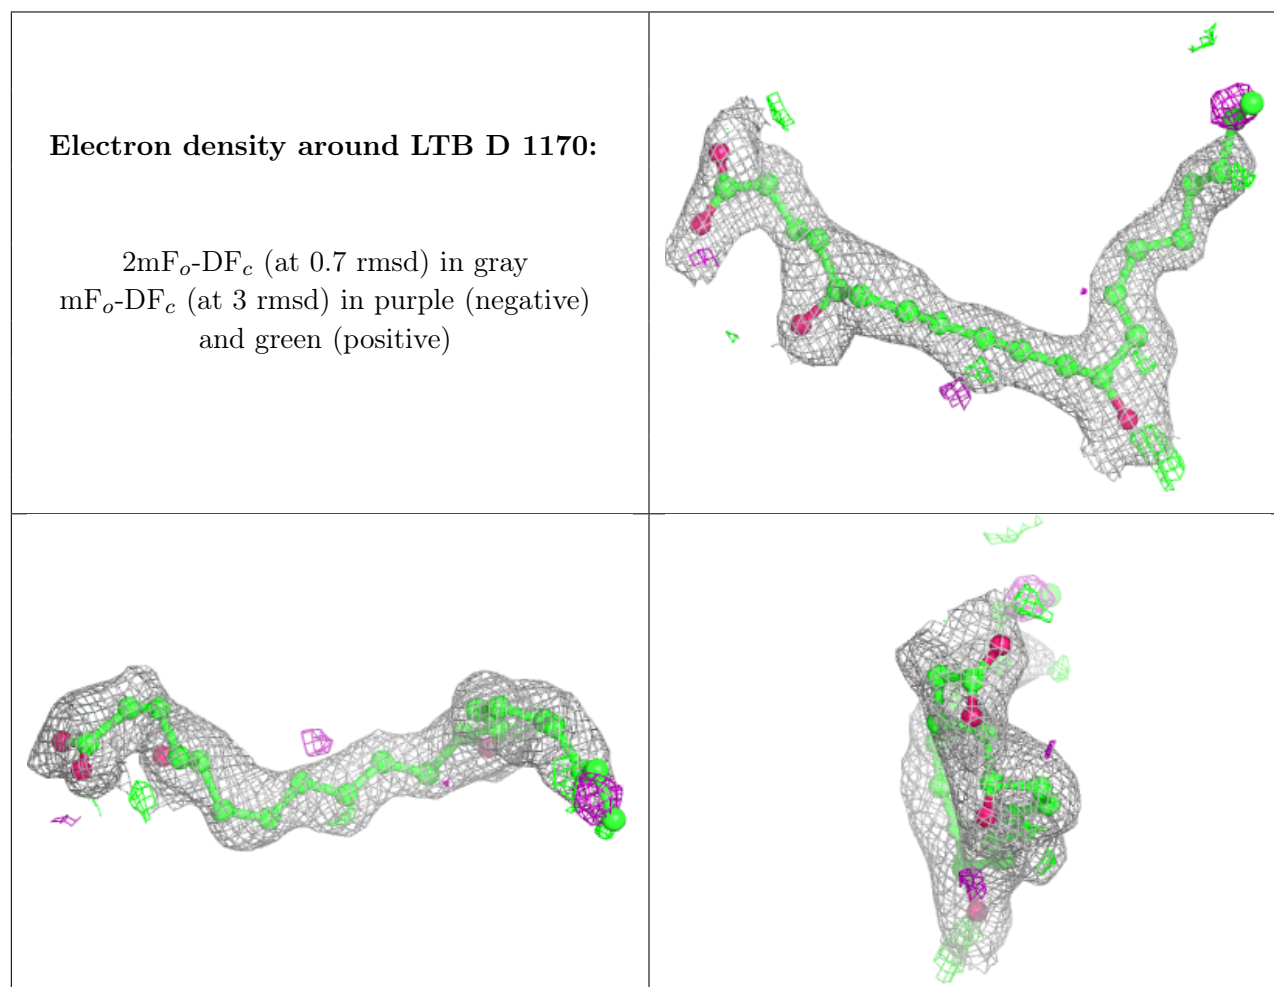 Electron density around LTB D 1170:
2mFₒ-DF𝒸 (at 0.7 rmsd) in gray
mFₒ-DF𝒸 (at 3 rmsd) in purple (negative)
and green (positive)